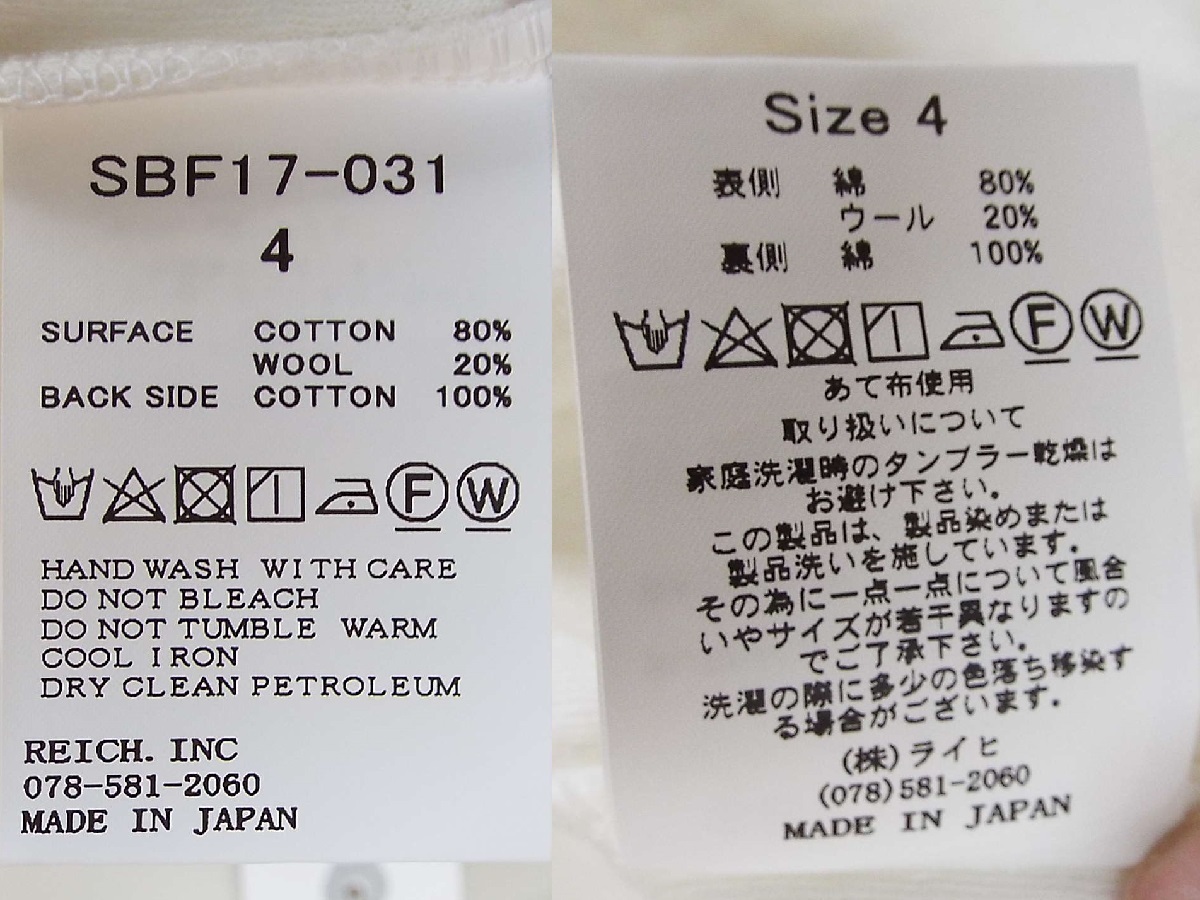 SBF17-031
4
SURFACE COTTON 80%
WOOL 20%
BACK SIDE COTTON 100%
F W
HAND WASH WITH CARE
DO NOT BLEACH
DO NOT TUMBLE WARM
COOL IRON
DRY CLEAN PETROLEUM
REICH. INC
078-581-2060
MADE IN JAPAN
Size 4
表側 綿 80%
ウール 20%
裏側 綿 100%
F W
あて布使用
取り扱いについて
家庭洗濯時のタンブラー乾燥は
お避け下さい。
この製品は、製品染めまたは
製品洗いを施しています。
その為に一点一点について風合
いやサイズが若干異なりますの
でご了承下さい。
洗濯の際に多少の色落ち移染す
る場合がございます。
(株)ライヒ
(078)581-2060
MADE IN JAPAN